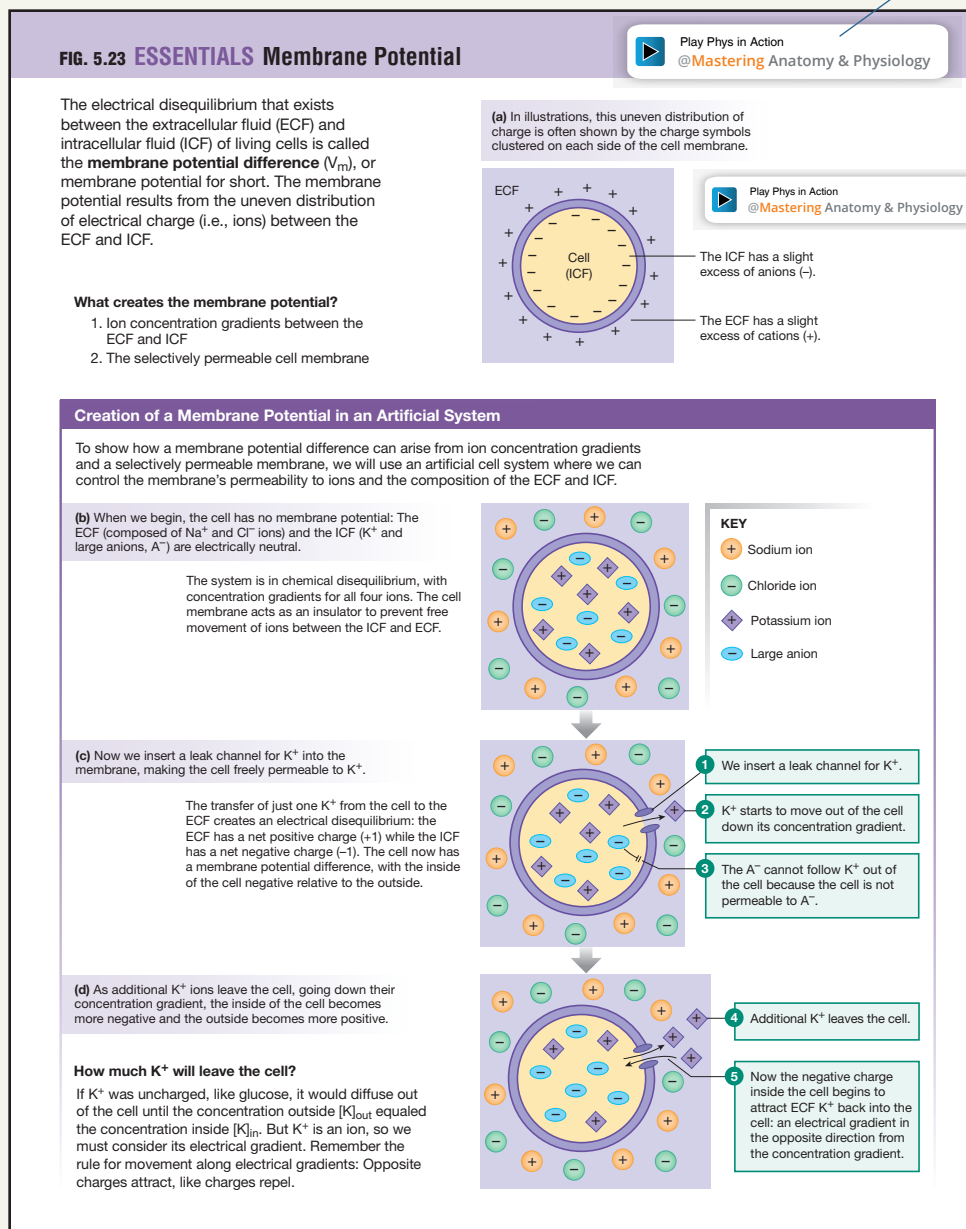 FIG. 5.23 ESSENTIALS Membrane Potential
Play Phys in Action
@Mastering Anatomy & Physiology
The electrical disequilibrium that exists
between the extracellular fluid (ECF) and
intracellular fluid (ICF) of living cells is called
the membrane potential difference (Vm), or
membrane potential for short. The membrane
potential results from the uneven distribution
of electrical charge (i.e., ions) between the
ECF and ICF.
What creates the membrane potential?
1. Ion concentration gradients between the
ECF and ICF
2. The selectively permeable cell membrane
(a) In illustrations, this uneven distribution of
charge is often shown by the charge symbols
clustered on each side of the cell membrane.
ECF
Cell
(ICF)
Play Phys in Action
@Mastering Anatomy & Physiology
The ICF has a slight
excess of anions (–).
The ECF has a slight
excess of cations (+).
Creation of a Membrane Potential in an Artificial System
To show how a membrane potential difference can arise from ion concentration gradients
and a selectively permeable membrane, we will use an artificial cell system where we can
control the membrane's permeability to ions and the composition of the ECF and ICF.
(b) When we begin, the cell has no membrane potential: The
ECF (composed of Na⁺ and Cl⁻ ions) and the ICF (K⁺ and
large anions, A⁻) are electrically neutral.
The system is in chemical disequilibrium, with
concentration gradients for all four ions. The cell
membrane acts as an insulator to prevent free
movement of ions between the ICF and ECF.
KEY
+ Sodium ion
– Chloride ion
+ Potassium ion
– Large anion
(c) Now we insert a leak channel for K⁺ into the
membrane, making the cell freely permeable to K⁺.
The transfer of just one K⁺ from the cell to the
ECF creates an electrical disequilibrium: the
ECF has a net positive charge (+1) while the ICF
has a net negative charge (–1). The cell now has
a membrane potential difference, with the inside
of the cell negative relative to the outside.
1 We insert a leak channel for K⁺.
2 K⁺ starts to move out of the cell
down its concentration gradient.
3 The A⁻ cannot follow K⁺ out of
the cell because the cell is not
permeable to A⁻.
(d) As additional K⁺ ions leave the cell, going down their
concentration gradient, the inside of the cell becomes
more negative and the outside becomes more positive.
How much K⁺ will leave the cell?
If K⁺ was uncharged, like glucose, it would diffuse out
of the cell until the concentration outside [K]out equaled
the concentration inside [K]in. But K⁺ is an ion, so we
must consider its electrical gradient. Remember the
rule for movement along electrical gradients: Opposite
charges attract, like charges repel.
4 Additional K⁺ leaves the cell.
5 Now the negative charge
inside the cell begins to
attract ECF K⁺ back into the
cell: an electrical gradient in
the opposite direction from
the concentration gradient.